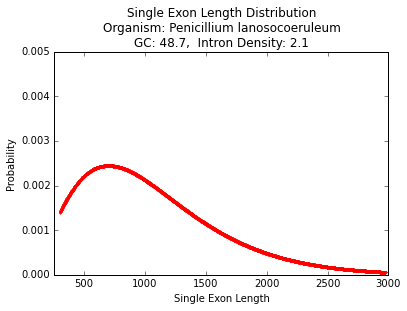 Single Exon Length Distribution
Organism: Penicillium lanosocoeruleum
GC: 48.7,  Intron Density: 2.1
0.005
0.004
0.003
0.002
0.001
0.000
Probability
500 1000 1500 2000 2500 3000
Single Exon Length